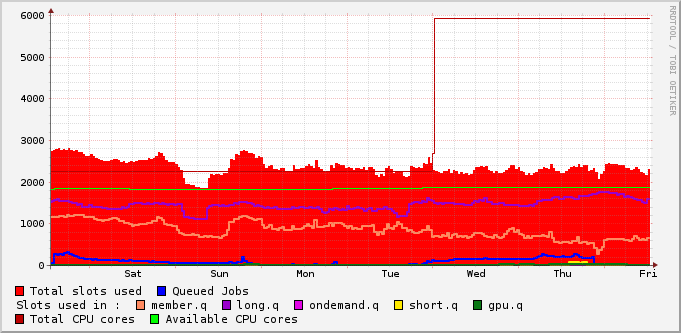 6000
5000
4000
3000
2000
1000
0
Sat Sun Mon Tue Wed Thu Fri
RRDTOOL / TOBI OETIKER
Total slots used Queued Jobs
Slots used in : member.q long.q ondemand.q short.q gpu.q
Total CPU cores Available CPU cores